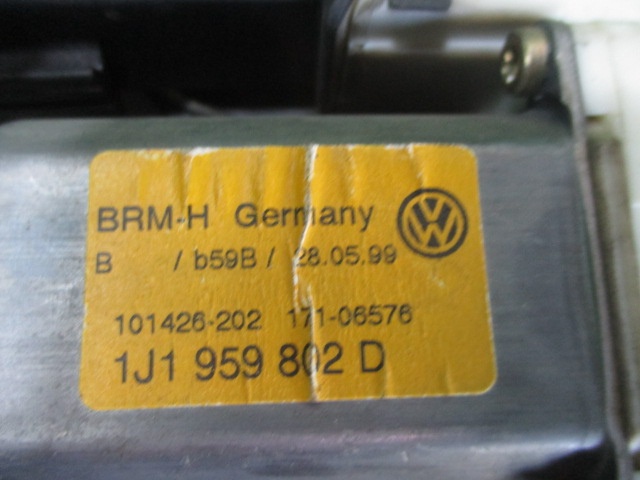 BRM-H Germany
B / b59B / 28.05.99
101426-202 171-06576
1J1 959 802 D